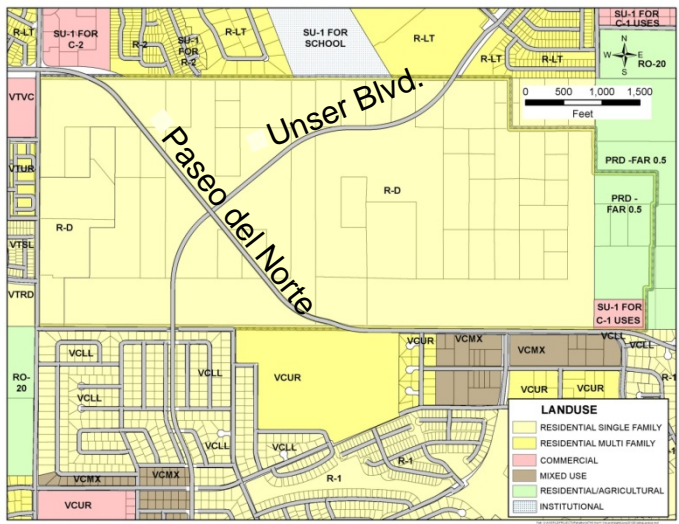 R-LT
SU-1 FOR
C-2
R-2
SU-1
FOR
R-2
R-LT
SU-1 FOR
SCHOOL
R-LT
R-LT
R-LT
SU-1 FOR
C-1 USES
N
W E
S
RO-20
0 500 1,000 1,500
Feet
VTVC
VTUR
VTSL
VTRD
Unser Blvd.
Paseo del Norte
R-D
R-D
PRD -FAR 0.5
PRD -
FAR 0.5
SU-1 FOR
C-1 USES
RO-
20
VCLL
VCLL
VCLL
VCLL
VCUR
VCUR
VCMX
VCMX
VCLL
VCLL
R-1
VCUR
VCUR
R-1
R-1
VCMX
VCMX
VCUR
LANDUSE
RESIDENTIAL SINGLE FAMILY
RESIDENTIAL MULTI FAMILY
COMMERCIAL
MIXED USE
RESIDENTIAL/AGRICULTURAL
INSTITUTIONAL